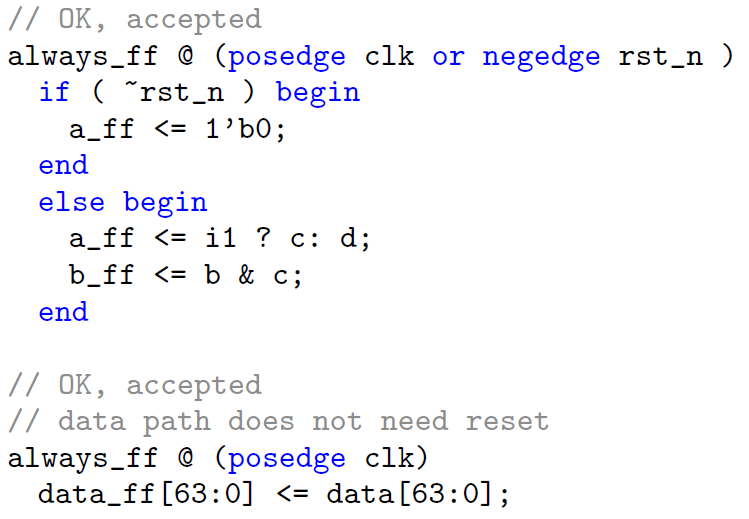 // OK, accepted
always_ff @ (posedge clk or negedge rst_n )
  if ( ~rst_n ) begin
    a_ff <= 1’b0;
  end
  else begin
    a_ff <= i1 ? c: d;
    b_ff <= b & c;
  end

// OK, accepted
// data path does not need reset
always_ff @ (posedge clk)
  data_ff[63:0] <= data[63:0];